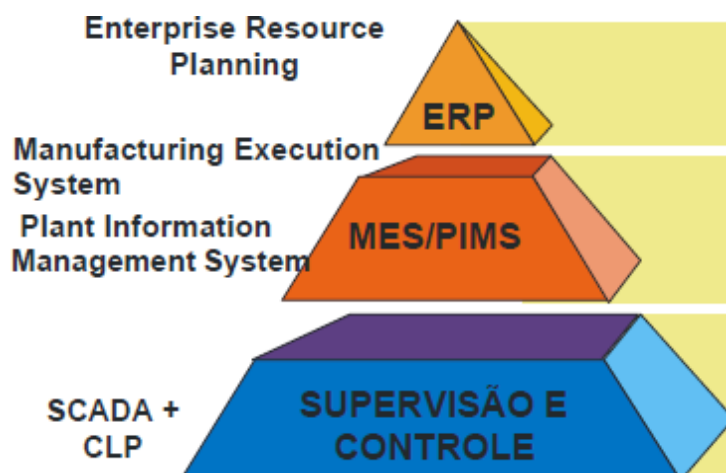 Enterprise Resource
Planning
ERP
Manufacturing Execution
System
Plant Information
Management System
MES/PIMS
SCADA +
CLP
SUPERVISÃO E
CONTROLE